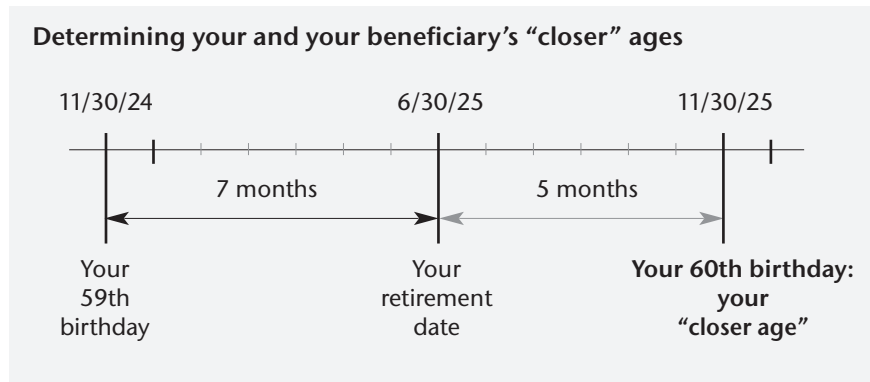 Determining your and your beneficiary’s “closer” ages
11/30/24
6/30/25
11/30/25
7 months
5 months
Your
59th
birthday
Your
retirement
date
Your 60th birthday:
your
“closer age”